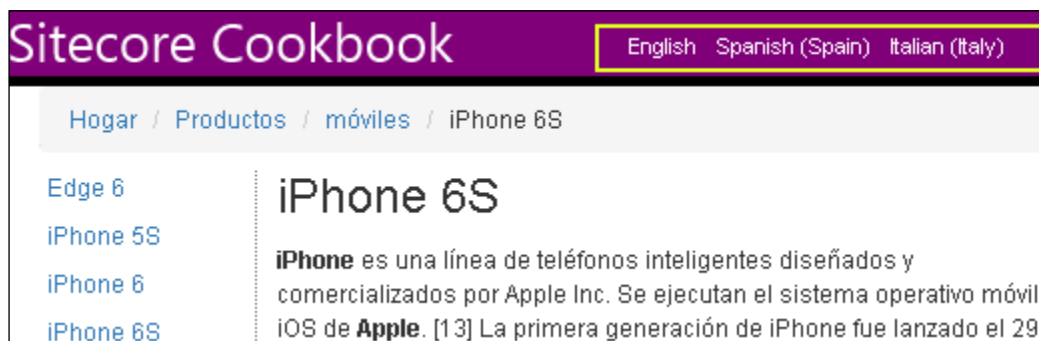 Sitecore Cookbook
English Spanish (Spain) Italian (Italy)
Hogar / Productos / móviles / iPhone 6S
Edge 6
iPhone 5S
iPhone 6
iPhone 6S
iPhone 6S
iPhone es una línea de teléfonos inteligentes diseñados y
comercializados por Apple Inc. Se ejecutan el sistema operativo móvil
iOS de Apple. [13] La primera generación de iPhone fue lanzado el 29